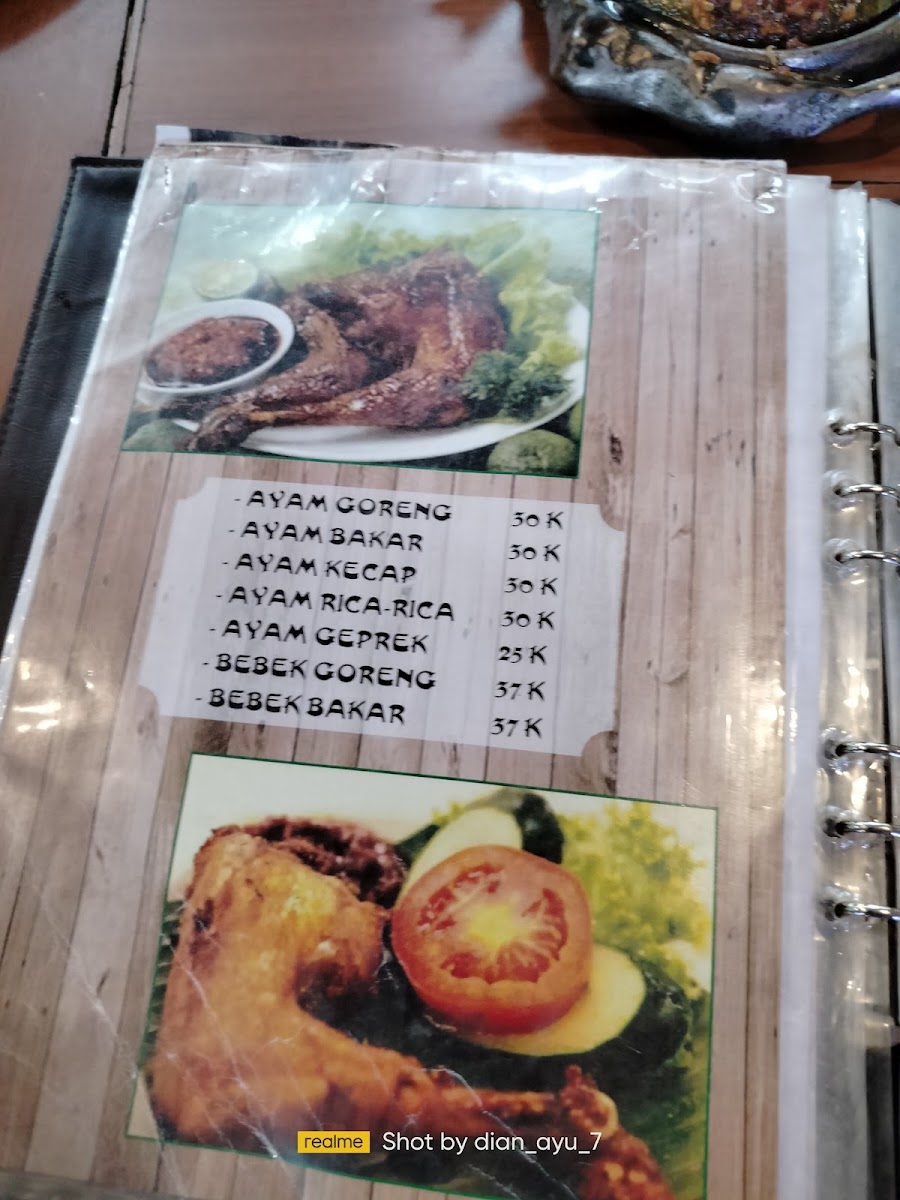 - AYAM GORENG 30 K
- AYAM BAKAR 30 K
- AYAM KECAP 30 K
- AYAM RICA-RICA 30 K
- AYAM GEPREK 25 K
- BEBEK GORENG 37 K
- BEBEK BAKAR 37 K
realme Shot by dian_ayu_7